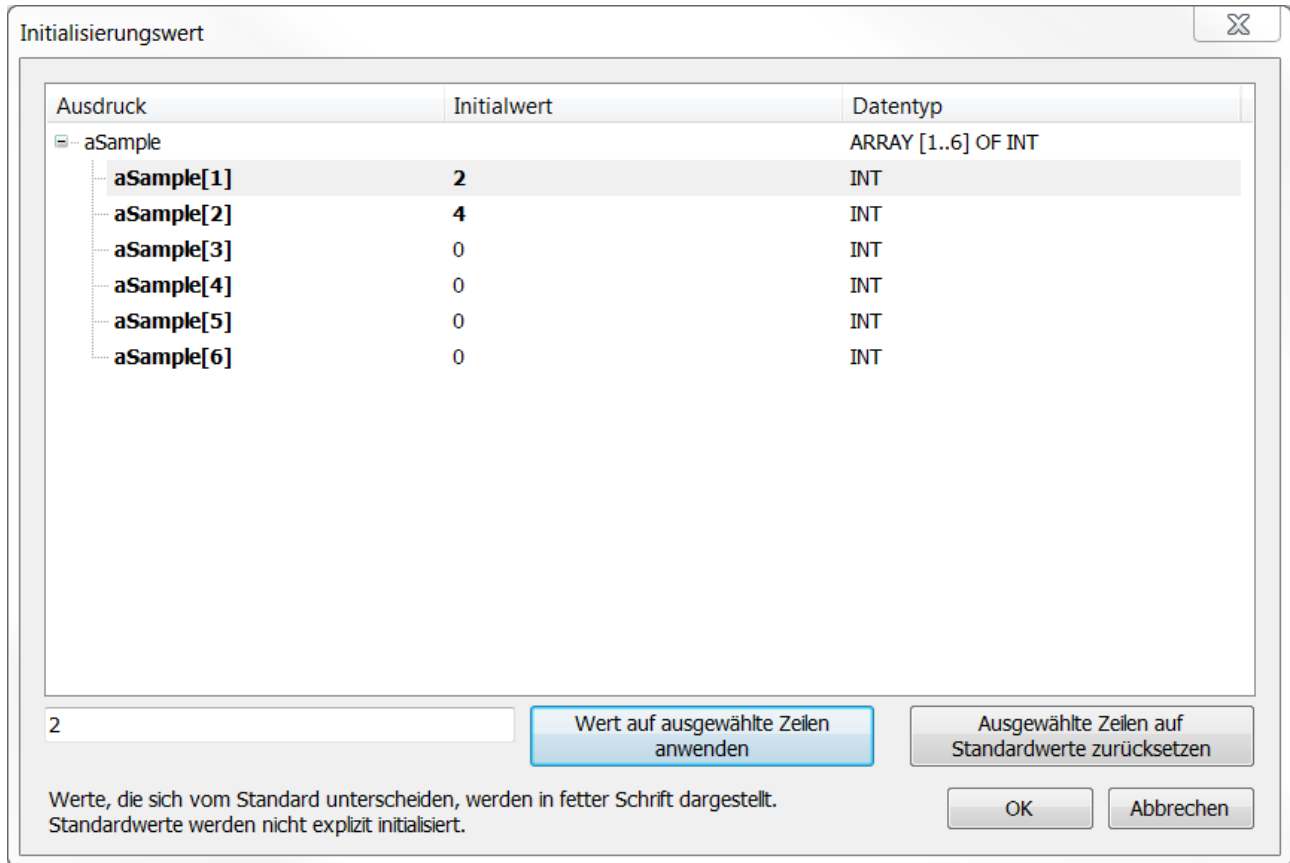 Initialisierungswert
Ausdruck Initialwert Datentyp
aSample ARRAY [1..6] OF INT
aSample[1] 2 INT
aSample[2] 4 INT
aSample[3] 0 INT
aSample[4] 0 INT
aSample[5] 0 INT
aSample[6] 0 INT
2
Wert auf ausgewählte Zeilen
anwenden
Ausgewählte Zeilen auf
Standardwerte zurücksetzen
Werte, die sich vom Standard unterscheiden, werden in fetter Schrift dargestellt.
Standardwerte werden nicht explizit initialisiert.
OK Abbrechen